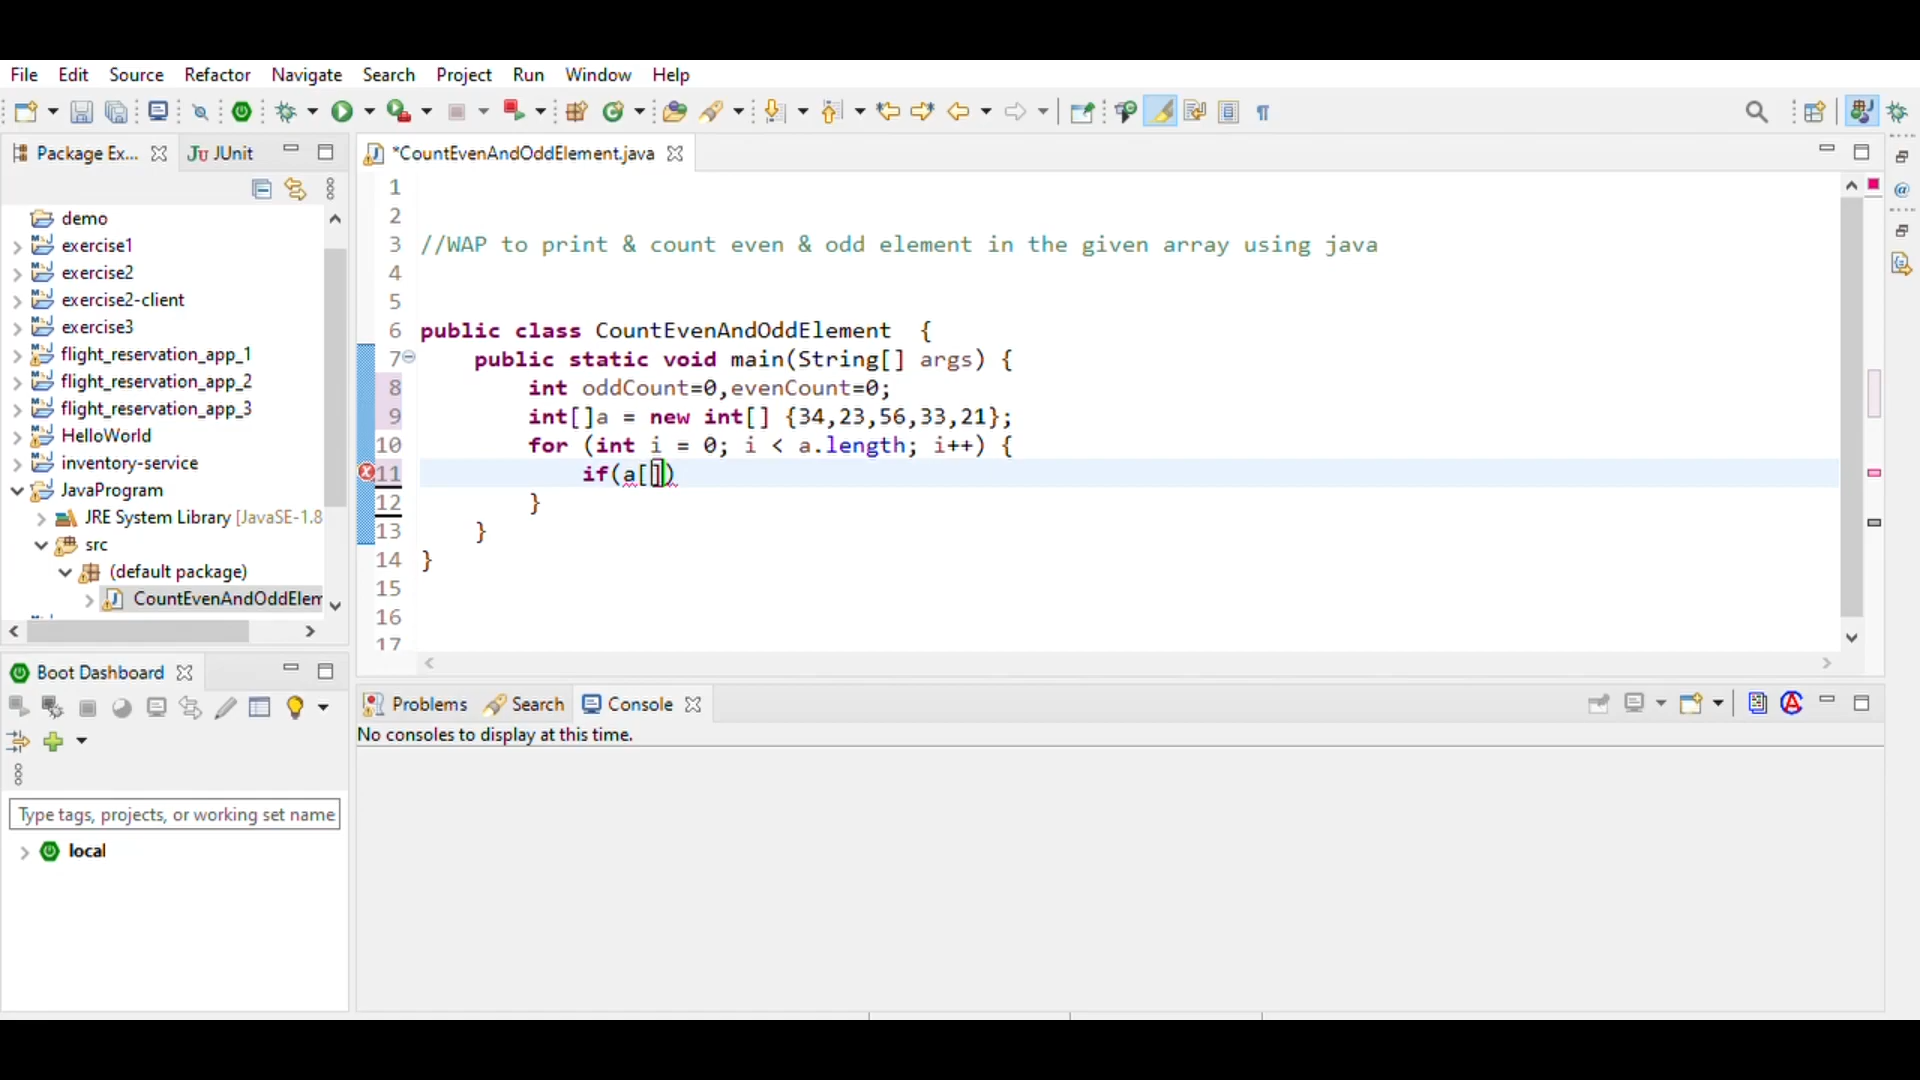 File Edit Source Refactor Navigate Search Project Run Window Help
Package Ex... JUnit
*CountEvenAndOddElement.java
demo
exercise1
exercise2
exercise2-client
exercise3
flight_reservation_app_1
flight_reservation_app_2
flight_reservation_app_3
HelloWorld
inventory-service
JavaProgram
JRE System Library [JavaSE-1.8
src
(default package)
CountEvenAndOddElem
1
2
3 //WAP to print & count even & odd element in the given array using java
4
5
6 public class CountEvenAndOddElement {
7 public static void main(String[] args) {
8 int oddCount=0,evenCount=0;
9 int[]a = new int[] {34,23,56,33,21};
10 for (int i = 0; i < a.length; i++) {
11 if(a[])
12 }
13 }
14 }
15
16
17
Boot Dashboard
Type tags, projects, or working set name
local
Problems Search Console
No consoles to display at this time.